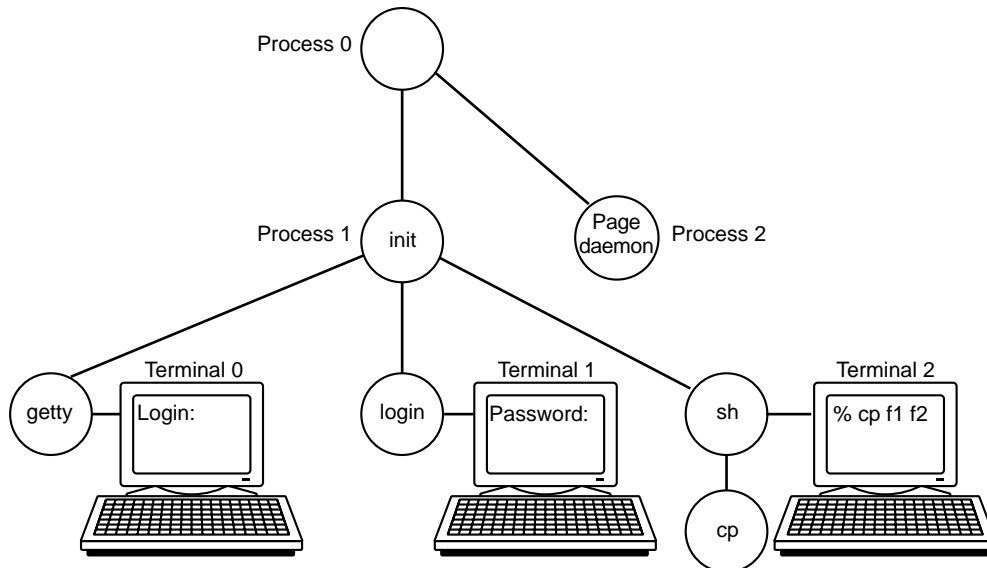 Process 0
Process 1
init
Page
daemon
Process 2
Terminal 0
Terminal 1
Terminal 2
getty
Login:
login
Password:
sh
% cp f1 f2
cp